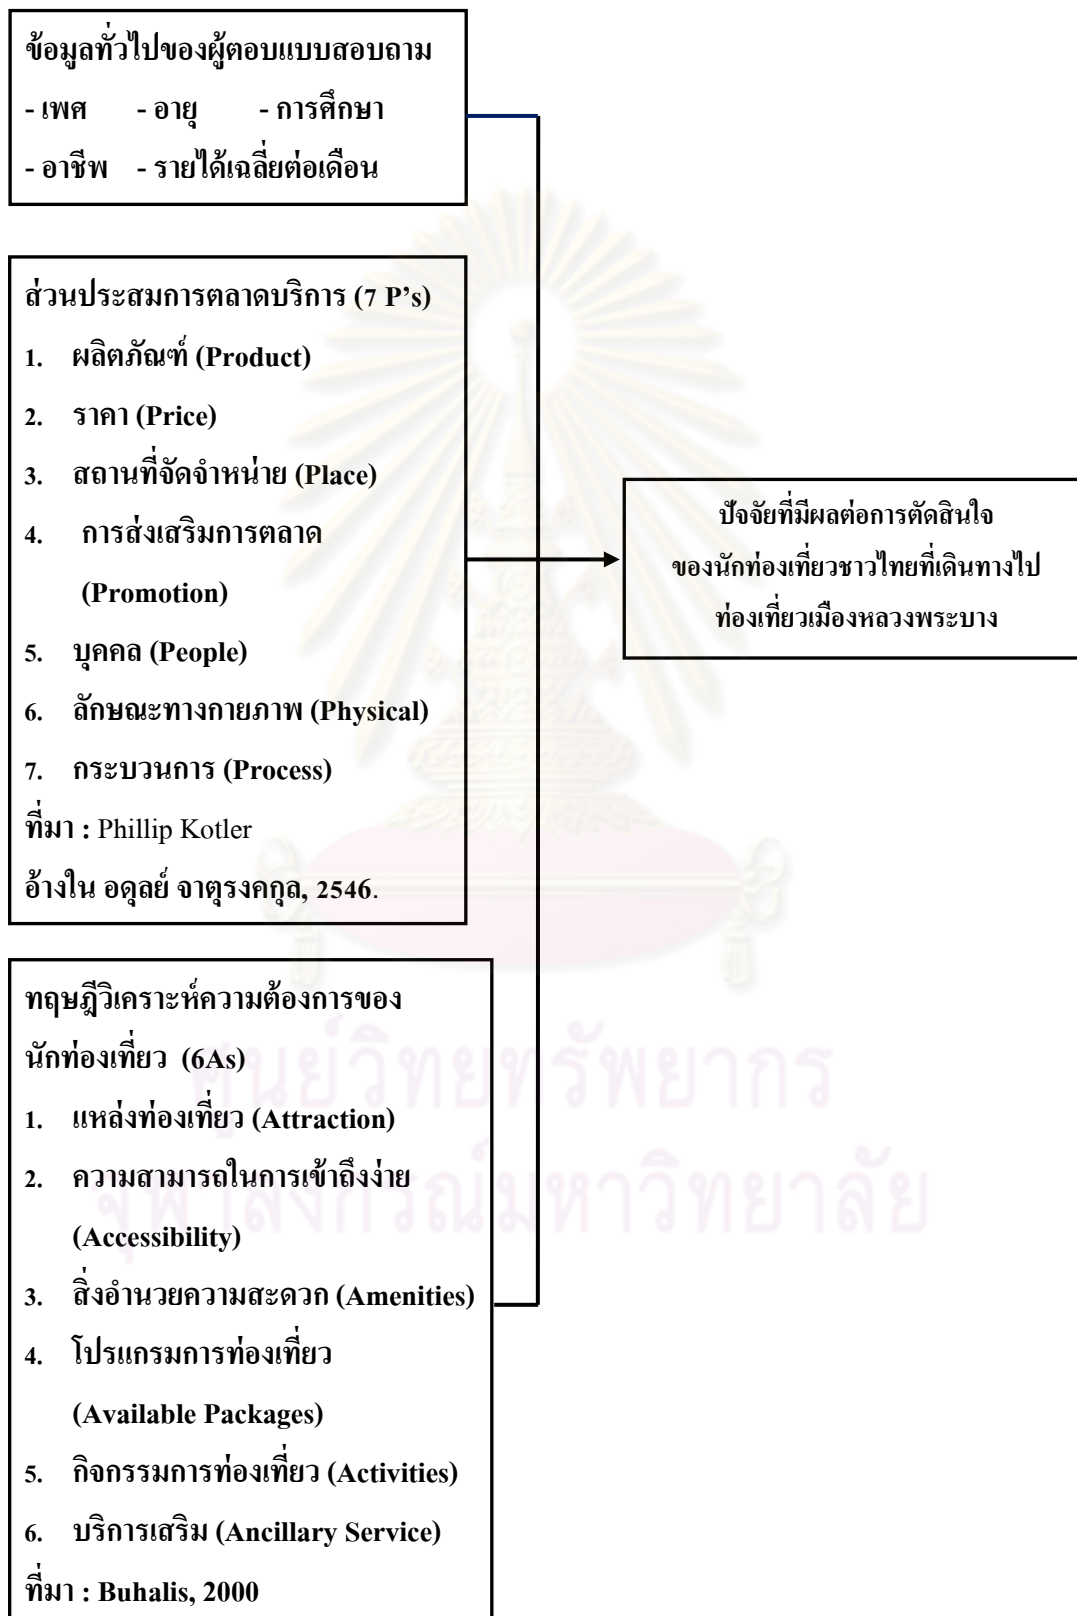 ข้อมูลทั่วไปของผู้ตอบแบบสอบถาม
- เพศ - อายุ - การศึกษา
- อาชีพ - รายได้เฉลี่ยต่อเดือน
ส่วนประสมการตลาดบริการ (7 P’s)
1. ผลิตภัณฑ์ (Product)
2. ราคา (Price)
3. สถานที่จัดจำหน่าย (Place)
4. การส่งเสริมการตลาด
(Promotion)
5. บุคคล (People)
6. ลักษณะทางกายภาพ (Physical)
7. กระบวนการ (Process)
ที่มา : Phillip Kotler
อ้างใน อดุลย์ จาตุรงคกุล, 2546.
ปัจจัยที่มีผลต่อการตัดสินใจ
ของนักท่องเที่ยวชาวไทยที่เดินทางไป
ท่องเที่ยวเมืองหลวงพระบาง
ทฤษฎีวิเคราะห์ความต้องการของ
นักท่องเที่ยว (6As)
1. แหล่งท่องเที่ยว (Attraction)
2. ความสามารถในการเข้าถึงง่าย
(Accessibility)
3. สิ่งอำนวยความสะดวก (Amenities)
4. โปรแกรมการท่องเที่ยว
(Available Packages)
5. กิจกรรมการท่องเที่ยว (Activities)
6. บริการเสริม (Ancillary Service)
ที่มา : Buhalis, 2000
ศูนย์วิทยทรัพยากร
จุฬาลงกรณ์มหาวิทยาลัย